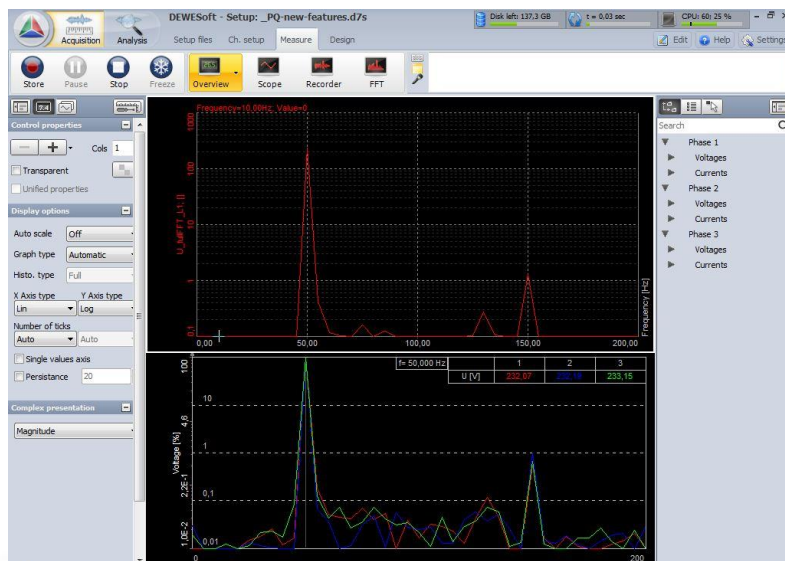 DEWESoft - Setup: _PQ-new-features.d7s
Disk left: 137,3 GB
t = 0,03 sec
CPU: 60; 25 %
Acquisition
Analysis
Setup files
Ch. setup
Measure
Design
Edit
Help
Settings
Store
Pause
Stop
Freeze
Overview
Scope
Recorder
FFT
Control properties
Cols 1
Transparent
Unified properties
Display options
Auto scale Off
Graph type Automatic
Histo. type Full
X Axis type Y Axis type
Lin Log
Number of ticks
Auto Auto
Single values axis
Persistance 20
Complex presentation
Magnitude
Frequency=10,00Hz, Value=0
1000
100
10
1
0,1
U_fullFFT_L1; []
0,00 50,00 100,00 150,00 200,00
Frequency [Hz]
f= 50,000 Hz 1 2 3
U [V] 232,07 233,15
100
4,6
2,2E-1
1,0E-2
Voltage [%]
10
1
0,1
0,01
0 200
Search
Phase 1
Voltages
Currents
Phase 2
Voltages
Currents
Phase 3
Voltages
Currents